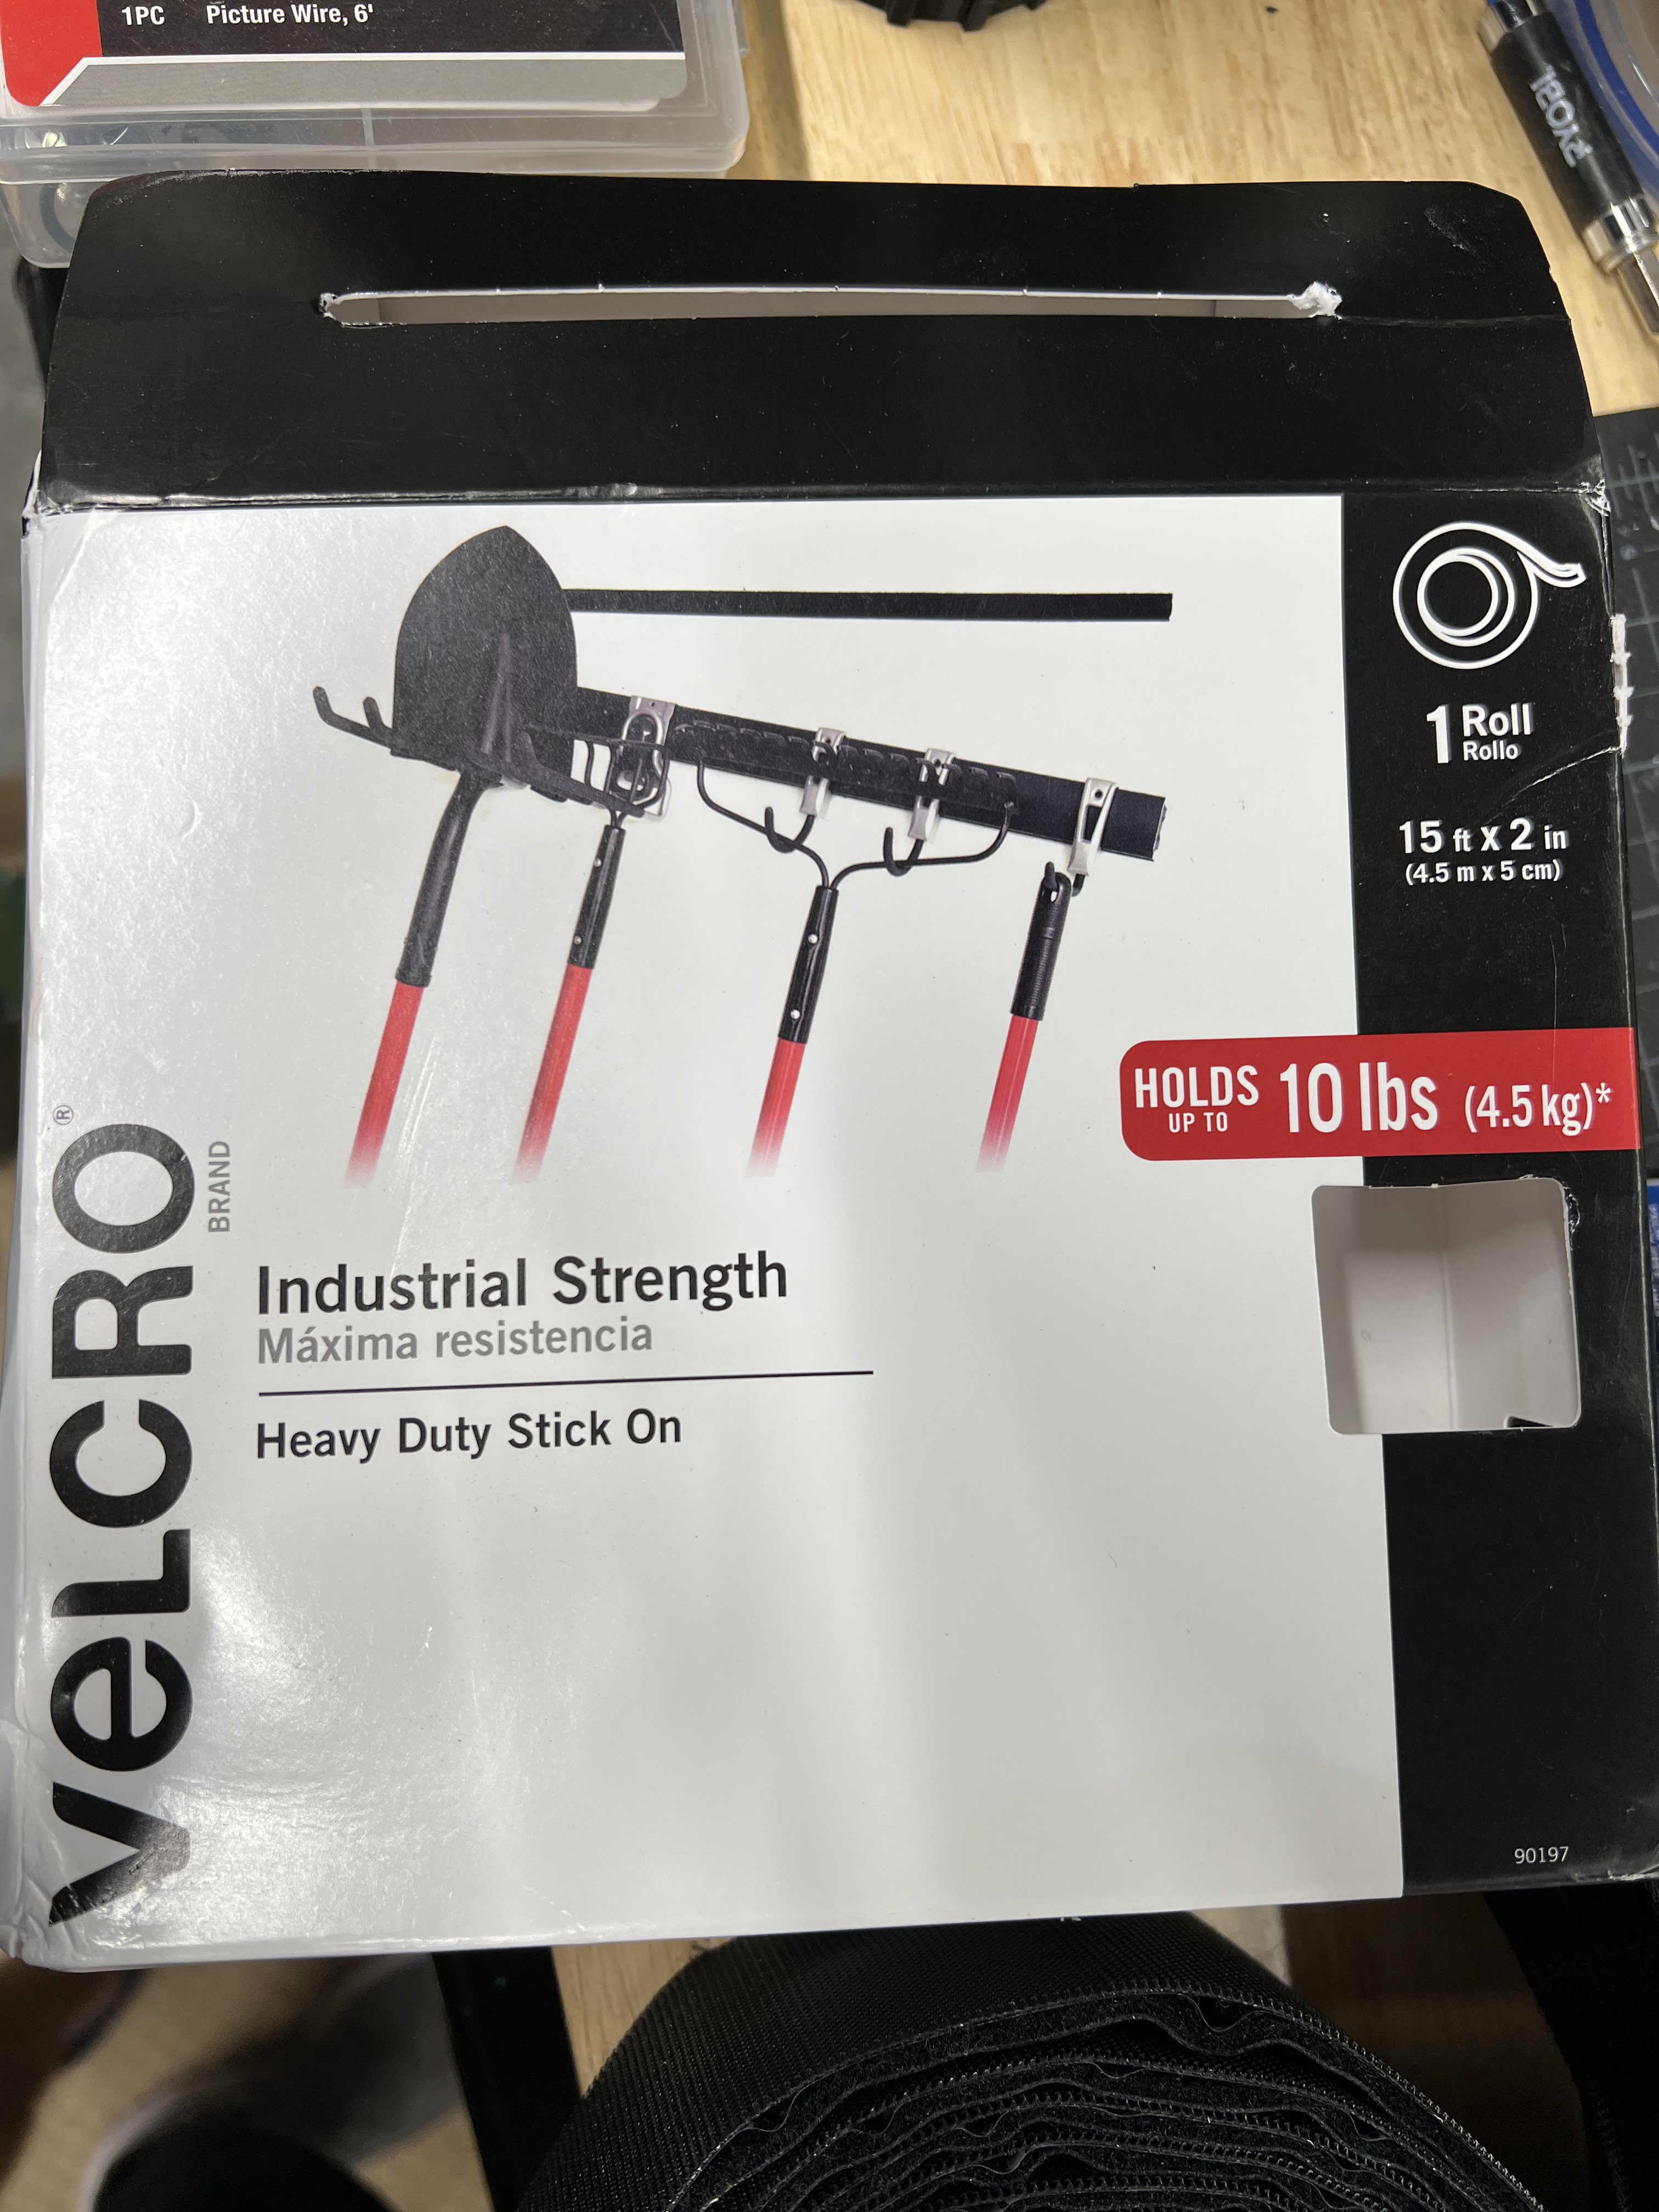 1PC Picture Wire, 6'
RYOBI
1 Roll
Rollo
15 ft x 2 in
(4.5 m x 5 cm)
HOLDS
UP TO
10 lbs (4.5 kg)*
VELCRO®
BRAND
Industrial Strength
Máxima resistencia
Heavy Duty Stick On
90197